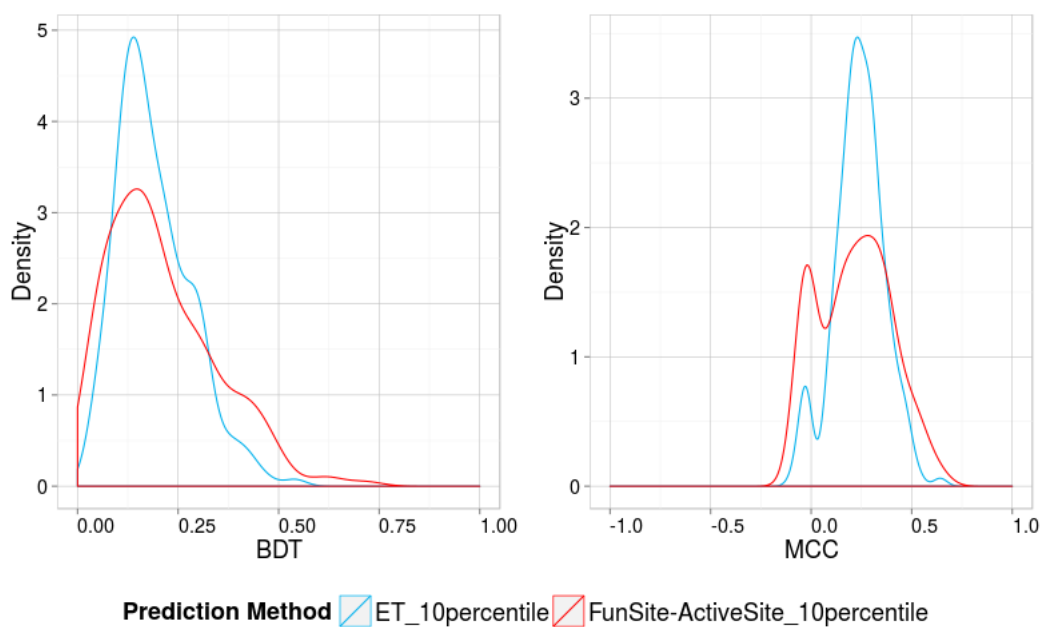 5
4
3
2
1
0
Density
0.00 0.25 0.50 0.75 1.00
BDT
3
2
1
0
Density
-1.0 -0.5 0.0 0.5 1.0
MCC
Prediction Method ET_10percentile FunSite-ActiveSite_10percentile